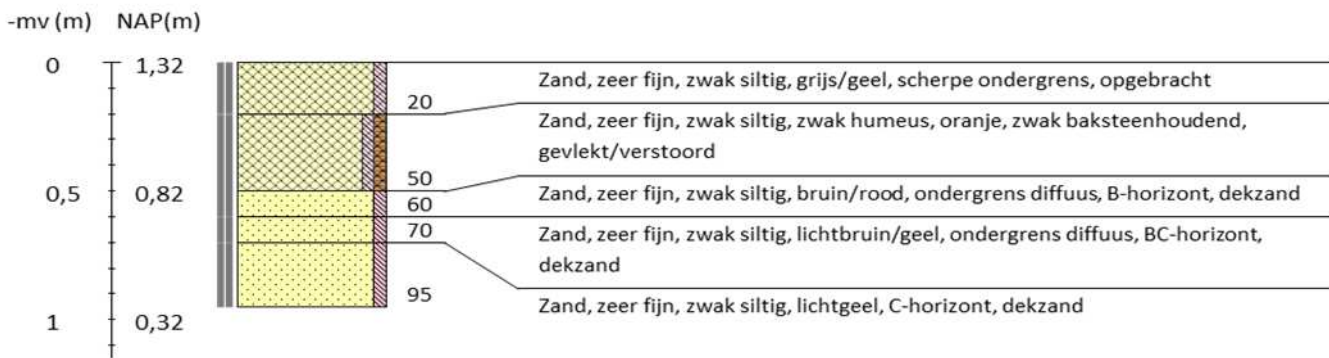 -mv (m) NAP(m)
0 1,32
Zand, zeer fijn, zwak siltig, grijs/geel, scherpe ondergrens, opgebracht
20
Zand, zeer fijn, zwak siltig, zwak humeus, oranje, zwak baksteenhoudend,
gevlekt/verstoord
50
0,5 0,82
Zand, zeer fijn, zwak siltig, bruin/rood, ondergrens diffuus, B-horizont, dekzand
60
70
Zand, zeer fijn, zwak siltig, lichtbruin/geel, ondergrens diffuus, BC-horizont,
dekzand
95
Zand, zeer fijn, zwak siltig, lichtgeel, C-horizont, dekzand
1 0,32